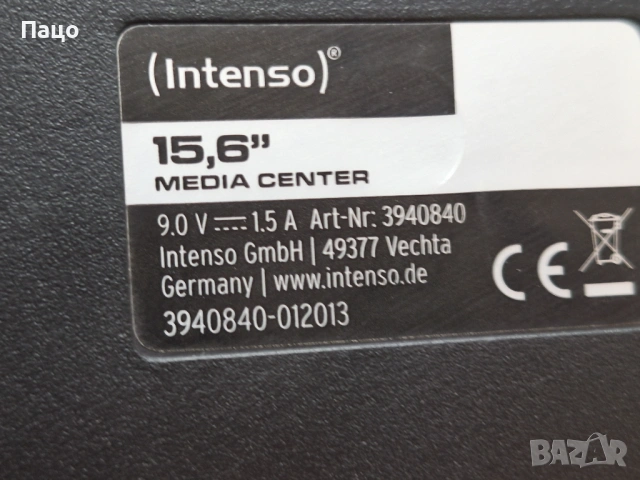 Пацо
(Intenso)®
15,6”
MEDIA CENTER
9.0 V ⎓ 1.5 A Art-Nr: 3940840
Intenso GmbH | 49377 Vechta
Germany | www.intenso.de
3940840-012013
CE
BAZAR